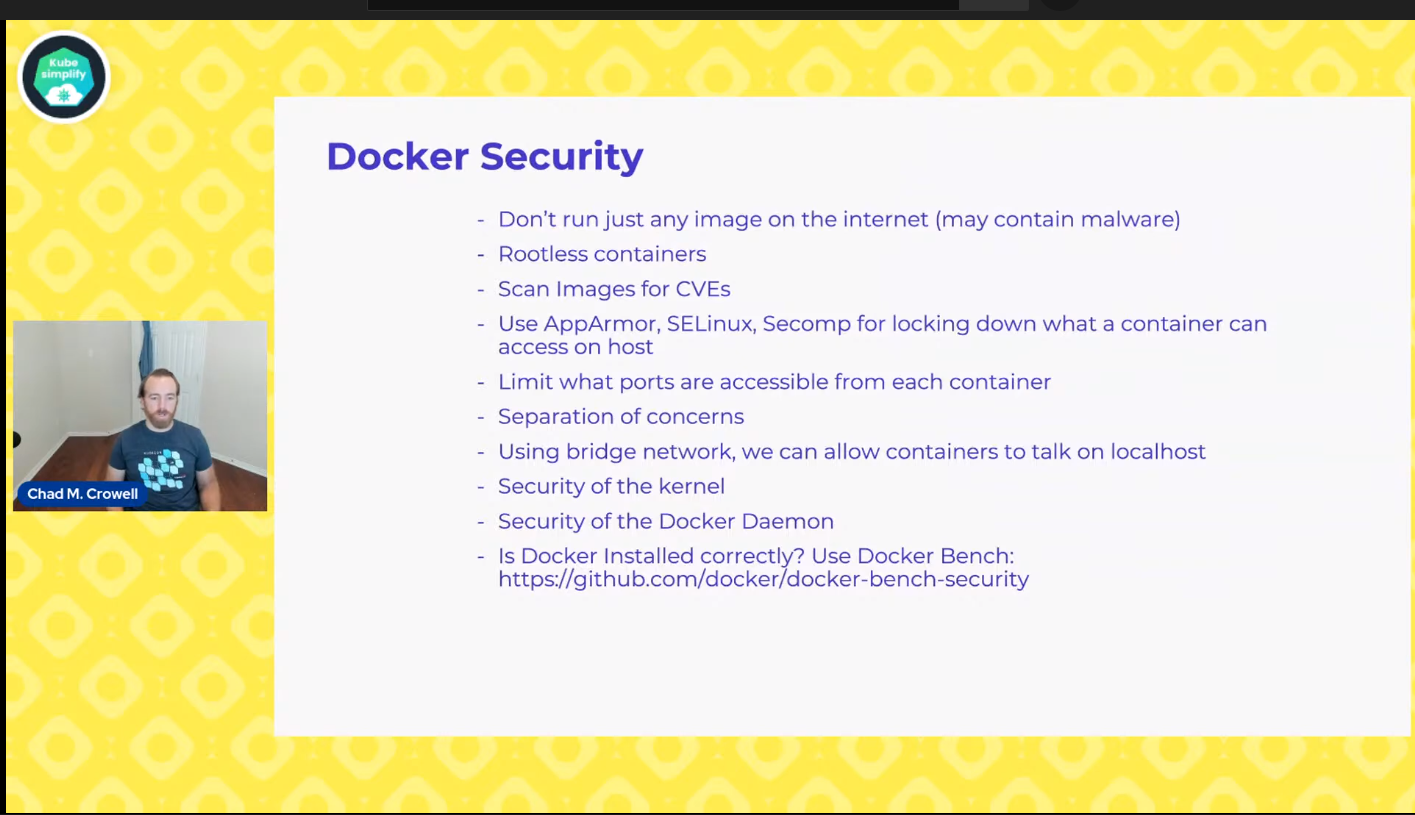 Kube
simplify
Docker Security
- Don’t run just any image on the internet (may contain malware)
- Rootless containers
- Scan Images for CVEs
- Use AppArmor, SELinux, Secomp for locking down what a container can
access on host
- Limit what ports are accessible from each container
- Separation of concerns
- Using bridge network, we can allow containers to talk on localhost
- Security of the kernel
- Security of the Docker Daemon
- Is Docker Installed correctly? Use Docker Bench:
https://github.com/docker/docker-bench-security
Chad M. Crowell